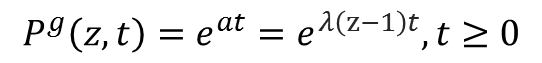 P^g(z,t) = e^{at} = e^{λ(z−1)t}, t ≥ 0